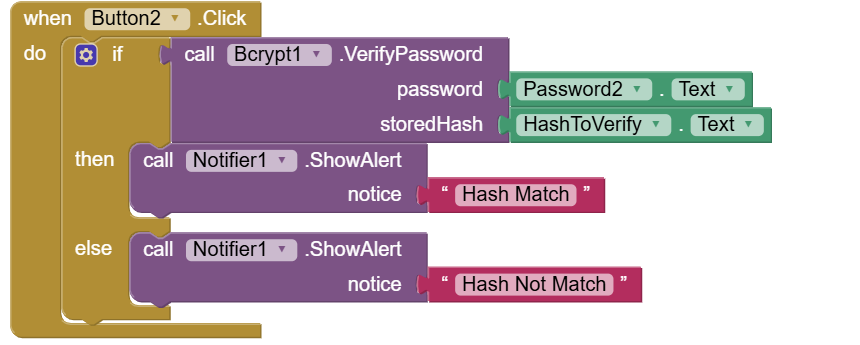 when Button2 .Click
do if call Bcrypt1 .VerifyPassword
password Password2 . Text
storedHash HashToVerify . Text
then call Notifier1 .ShowAlert
notice “ Hash Match ”
else call Notifier1 .ShowAlert
notice “ Hash Not Match ”